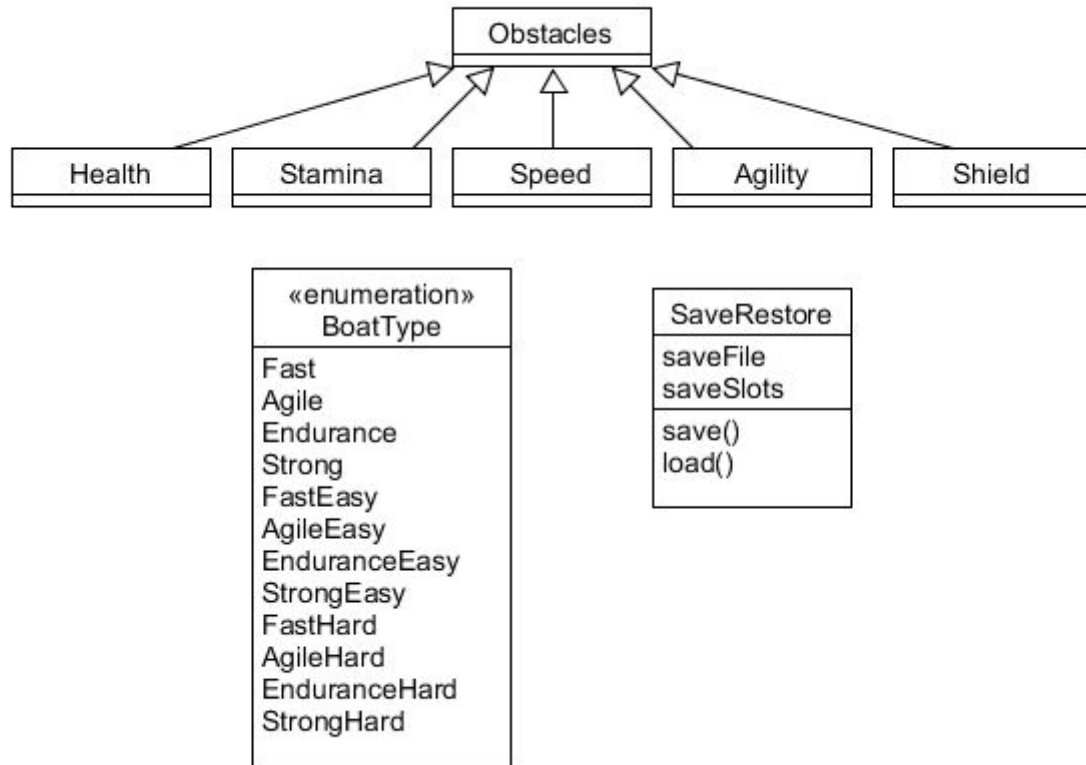 Obstacles
Health
Stamina
Speed
Agility
Shield
«enumeration»
BoatType
Fast
Agile
Endurance
Strong
FastEasy
AgileEasy
EnduranceEasy
StrongEasy
FastHard
AgileHard
EnduranceHard
StrongHard
SaveRestore
saveFile
saveSlots
save()
load()